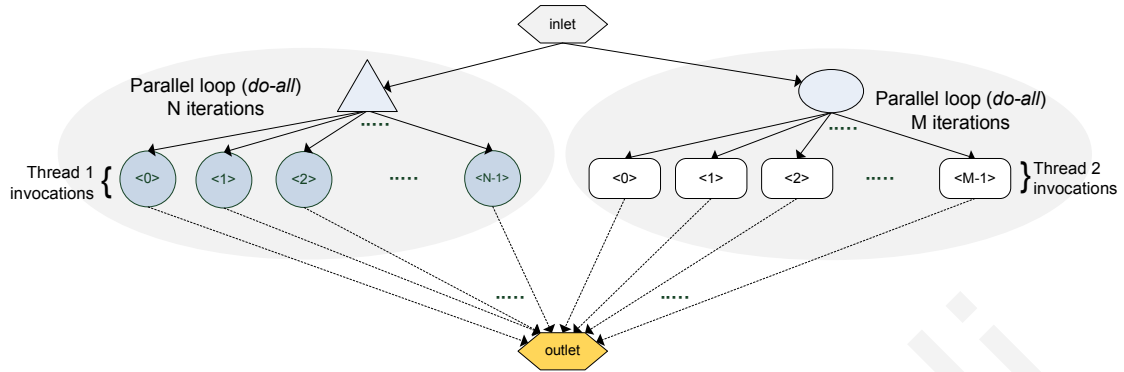 inlet
Parallel loop (do-all)
N iterations
.....
Thread 1
invocations
{
<0>
<1>
<2>
.....
<N-1>
Parallel loop (do-all)
M iterations
.....
<0>
<1>
<2>
.....
<M-1>
}
Thread 2
invocations
.....
.....
outlet